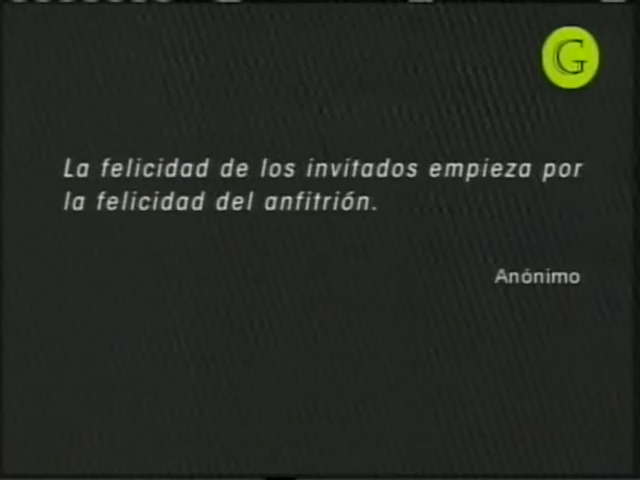 G
La felicidad de los invitados empieza por
la felicidad del anfitrión.
Anónimo